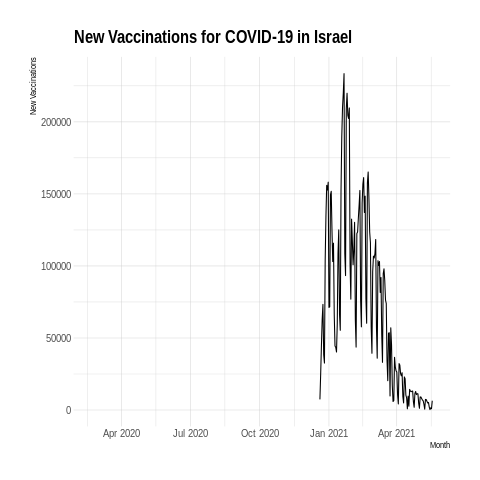 New Vaccinations for COVID-19 in Israel
New Vaccinations
200000
150000
100000
50000
0
Apr 2020 Jul 2020 Oct 2020 Jan 2021 Apr 2021
Month